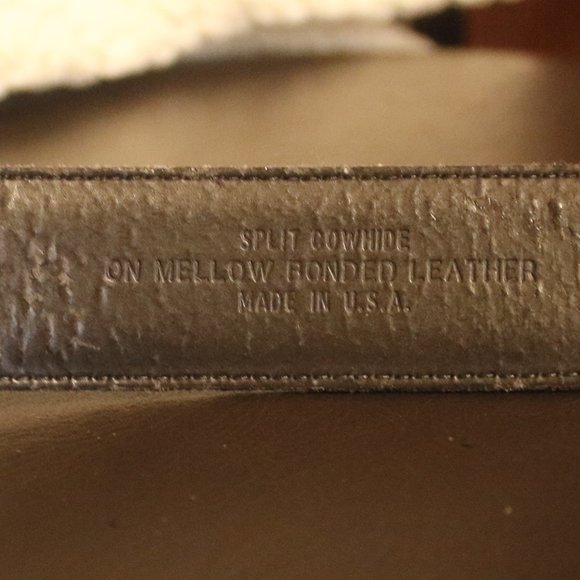 SPLIT COWHIDE
ON MELLOW BONDED LEATHER
MADE IN U.S.A.